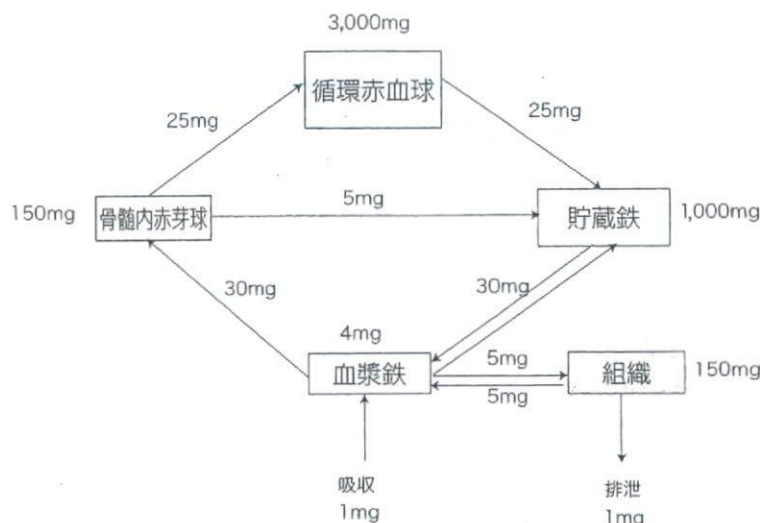 3,000mg
循環赤血球
25mg
25mg
150mg
骨髄内赤芽球
5mg
貯蔵鉄
1,000mg
30mg
30mg
4mg
血漿鉄
5mg
5mg
組織
150mg
吸収
1mg
排泄
1mg